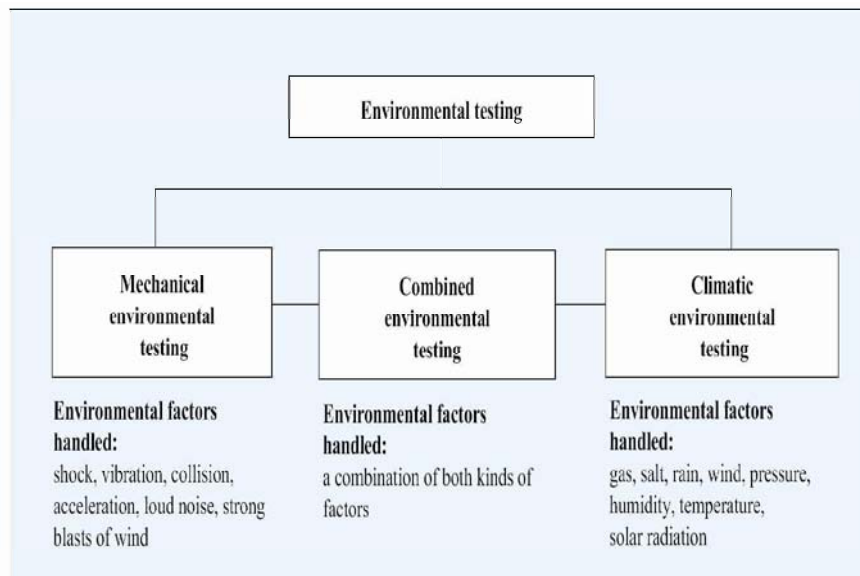 Environmental testing
Mechanical
environmental
testing
Environmental factors
handled:
shock, vibration, collision,
acceleration, loud noise, strong
blasts of wind
Combined
environmental
testing
Environmental factors
handled:
a combination of both kinds of
factors
Climatic
environmental
testing
Environmental factors
handled:
gas, salt, rain, wind, pressure,
humidity, temperature,
solar radiation